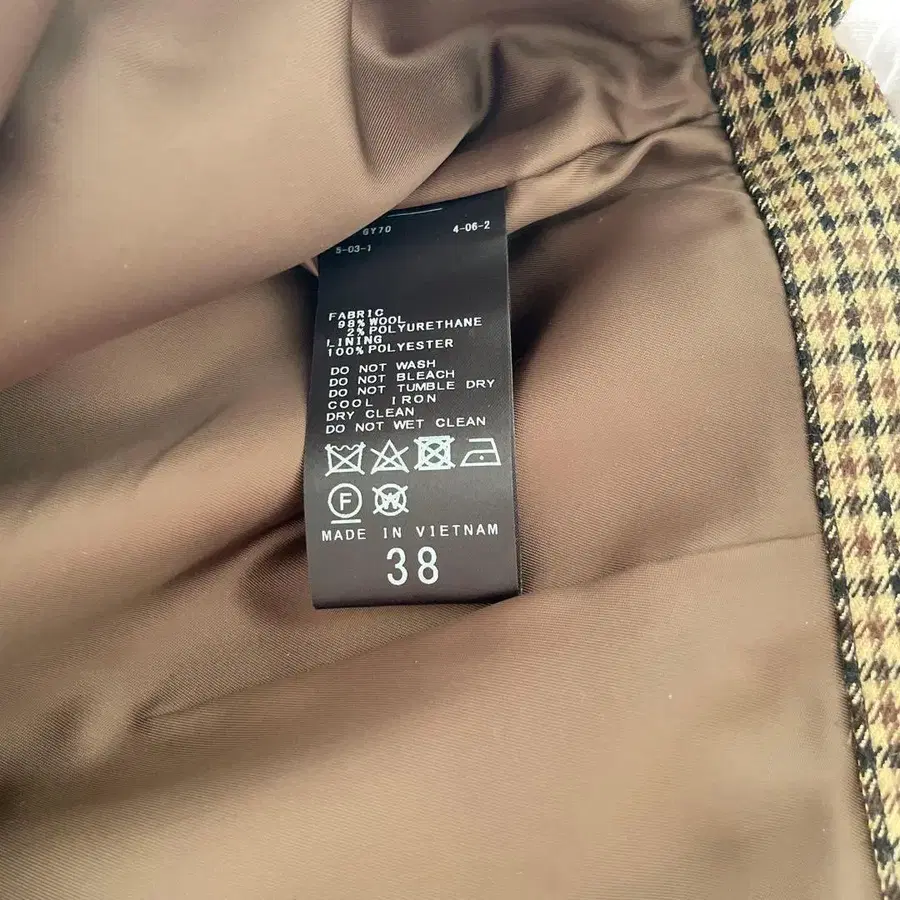 GY70 4-06-2
5-03-1
FABRIC
98% WOOL
2% POLYURETHANE
LINING
100% POLYESTER
DO NOT WASH
DO NOT BLEACH
DO NOT TUMBLE DRY
COOL IRON
DRY CLEAN
DO NOT WET CLEAN
F W
MADE IN VIETNAM
38